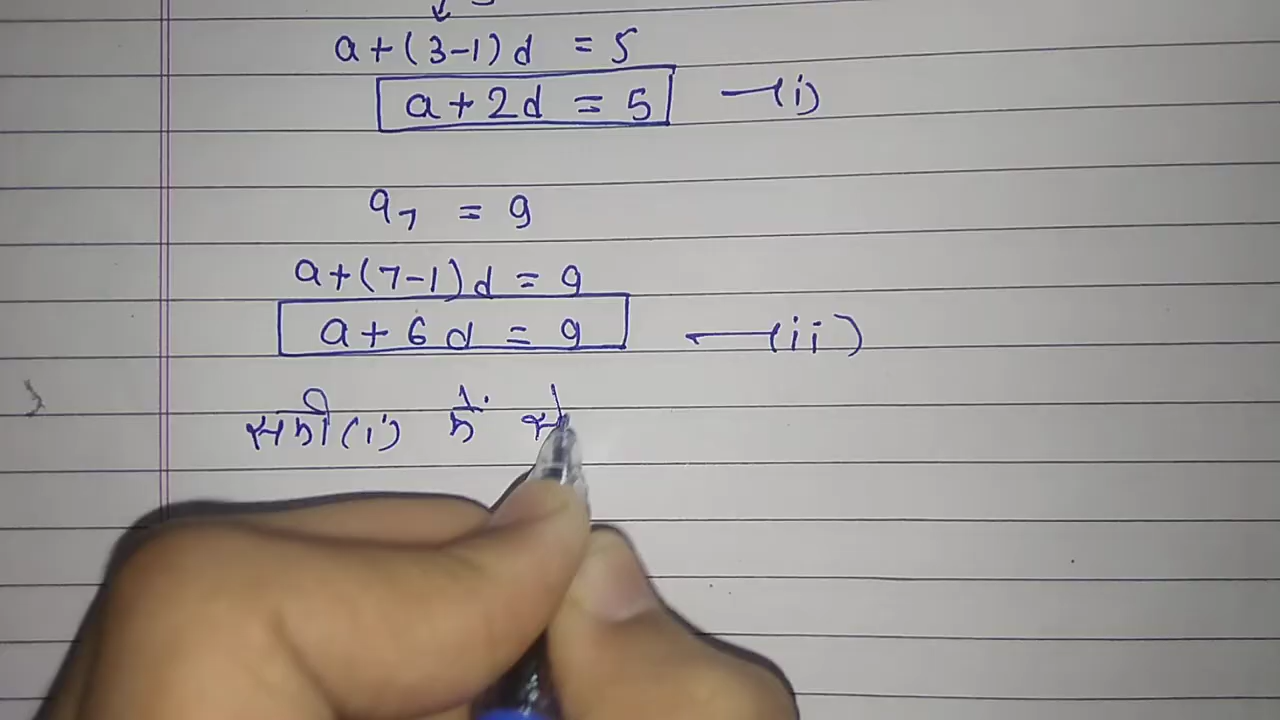 a + (3-1) d = 5
a + 2d = 5 —(i)
a₇ = 9
a + (7-1) d = 9
a + 6d = 9 —(ii)
समी (i) में